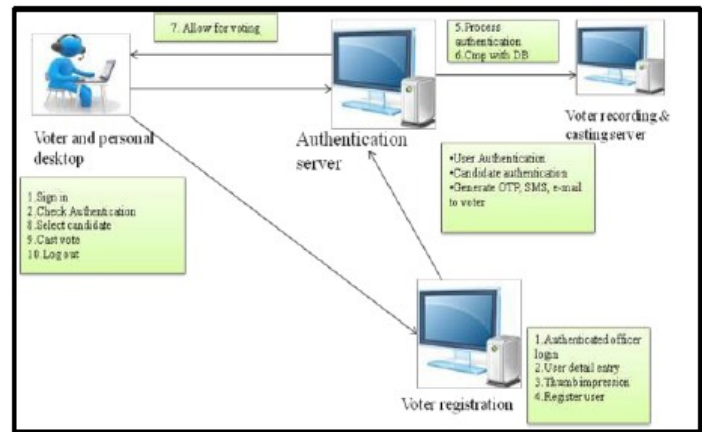 7. Allow for voting
5.Process
authentication
6.Cmp with DB
Voter and personal
desktop
Authentication
server
Voter recording &
casting server
•User Authentication
•Candidate authentication
•Generate OTP, SMS, e-mail
to voter
1.Sign in
2.Check Authentication
8.Select candidate
9.Cast vote
10.Log out
1.Authenticated officer
login
2.User detail entry
3.Thumb impression
4.Register user
Voter registration